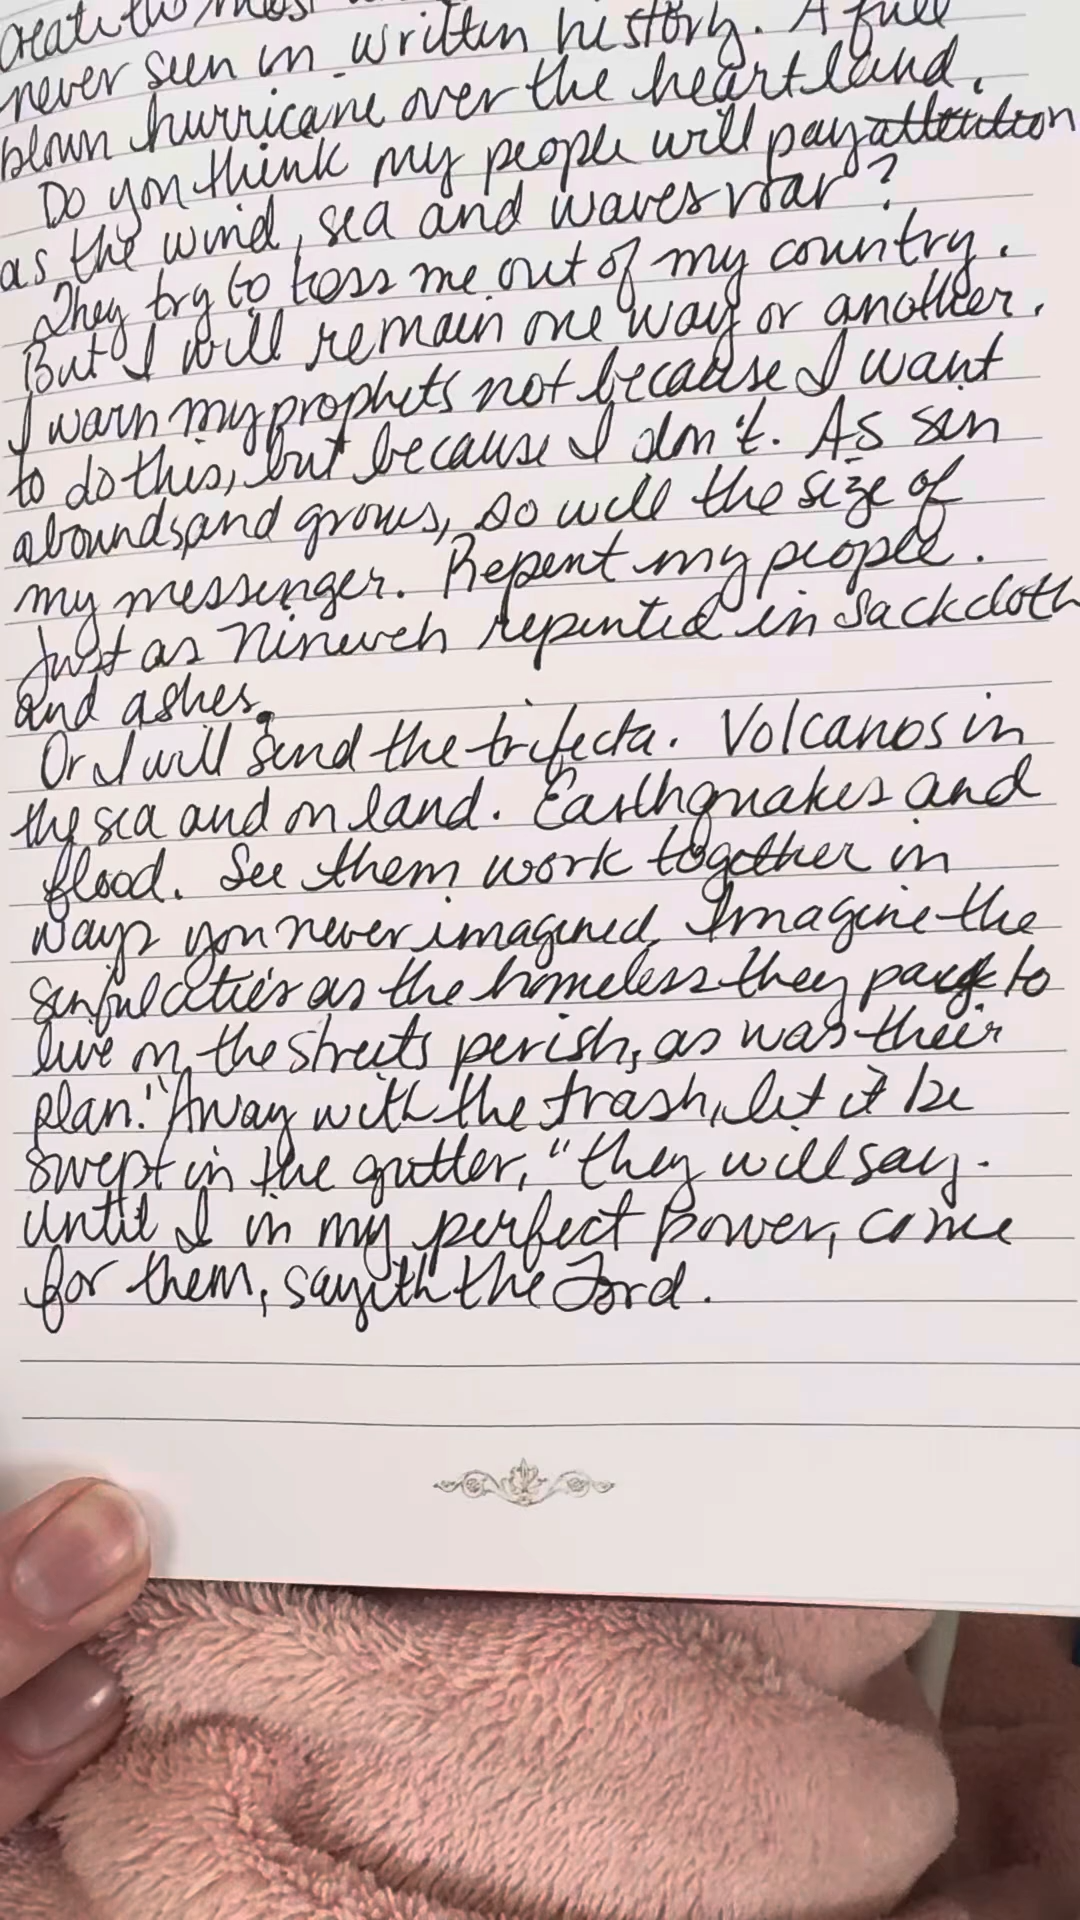 create the most
never seen in written history. A full
blown hurricane over the heartland.
Do you think my people will pay attention
as the wind, sea and waves roar?
They try to toss me out of my country.
But I will remain one way or another.
I warn my prophets not because I want
to do this, but because I don't. As sin
abounds, and grows, so will the size of
my messenger. Repent my people.
Just as Nineveh repented in sackcloth
and ashes.
Or I will send the trifecta. Volcanos in
the sea and on land. Earthquakes and
flood. See them work together in
ways you never imagined. Imagine the
sinful cities as the homeless they pay to
live on the streets perish, as was their
plan. "Away with the trash, let it be
swept in the gutter," they will say.
Until I in my perfect power, come
for them, sayith the Lord.